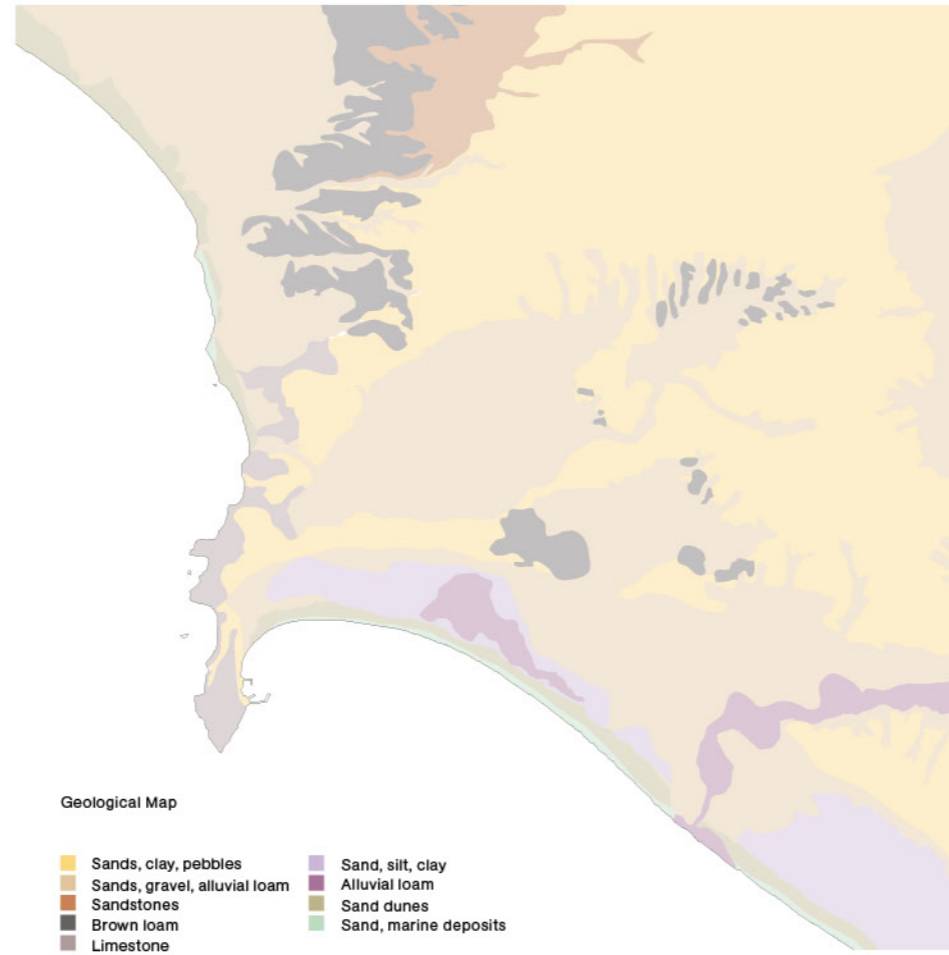 Geological Map
Sands, clay, pebbles
Sands, gravel, alluvial loam
Sandstones
Brown loam
Limestone
Sand, silt, clay
Alluvial loam
Sand dunes
Sand, marine deposits